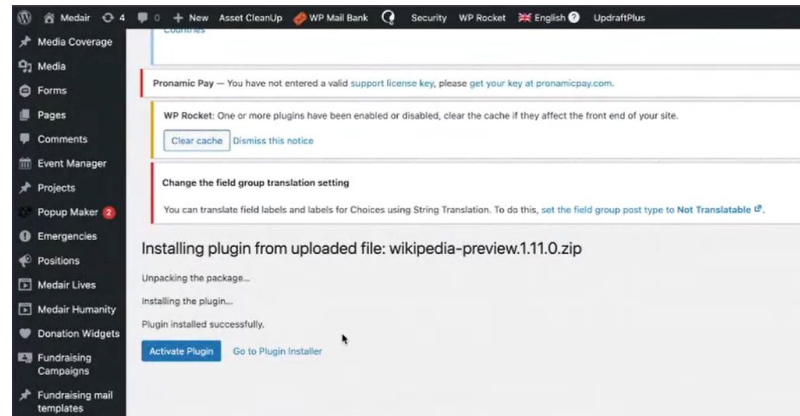 Medair 4 0 New Asset CleanUp WP Mail Bank Security WP Rocket English UpdraftPlus
Media Coverage
Media
Forms
Pages
Comments
Event Manager
Projects
Popup Maker 2
Emergencies
Positions
Medair Lives
Medair Humanity
Donation Widgets
Fundraising
Campaigns
Fundraising mail
templates
Countries
Pronamic Pay — You have not entered a valid support license key, please get your key at pronamicpay.com.
WP Rocket: One or more plugins have been enabled or disabled, clear the cache if they affect the front end of your site.
Clear cache Dismiss this notice
Change the field group translation setting
You can translate field labels and labels for Choices using String Translation. To do this, set the field group post type to Not Translatable.
Installing plugin from uploaded file: wikipedia-preview.1.11.0.zip
Unpacking the package...
Installing the plugin...
Plugin installed successfully.
Activate Plugin Go to Plugin Installer